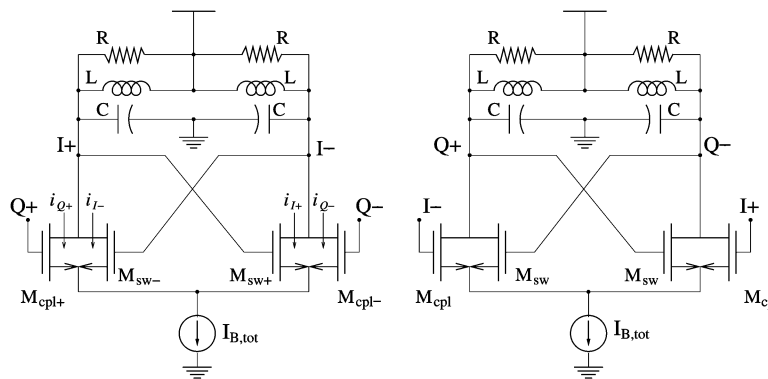 R R R R
L L L L
C C C C
I+ I− Q+ Q−
Q+ iQ+ iI− iI+ iQ− Q− I− I+
Mcpl+ Msw− Msw+ Mcpl− Mcpl Msw Msw Mc
IB,tot IB,tot